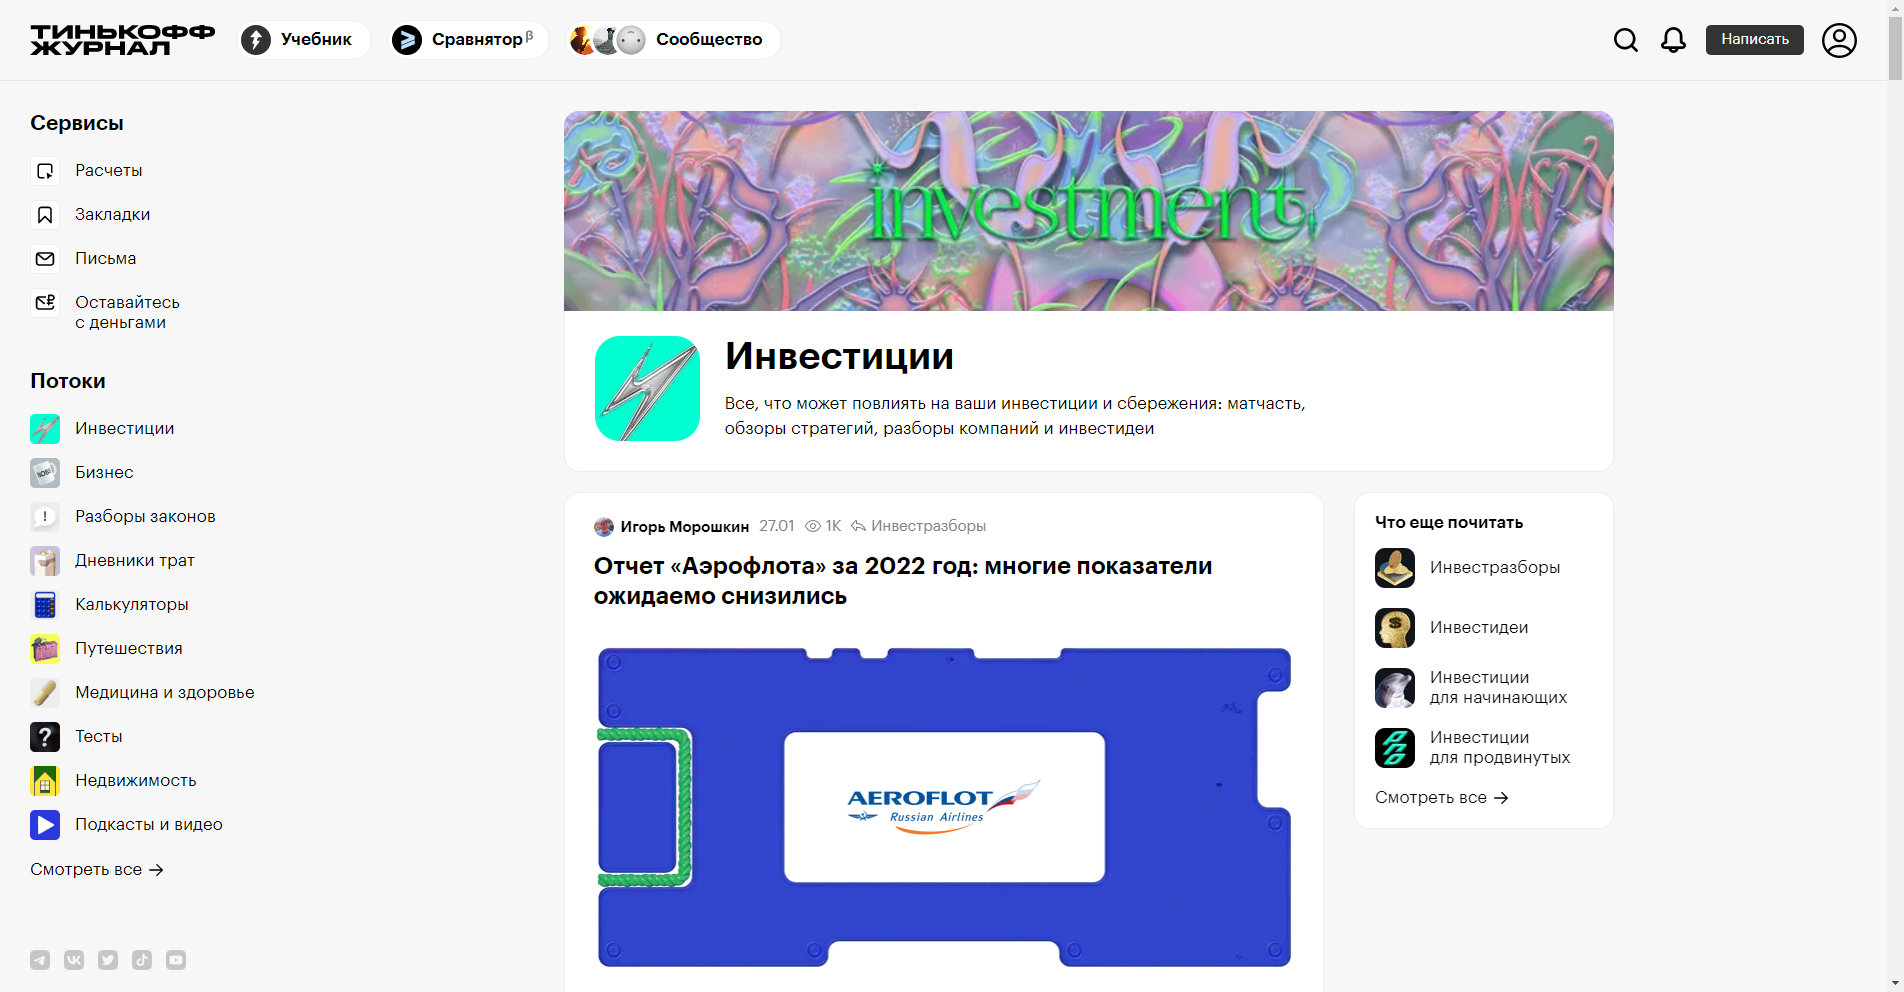 ТИНЬКОФФ
ЖУРНАЛ
Учебник
Сравнятор β
Сообщество
Написать
Сервисы
Расчеты
Закладки
Письма
Оставайтесь
с деньгами
Потоки
Инвестиции
Бизнес
Разборы законов
Дневники трат
Калькуляторы
Путешествия
Медицина и здоровье
Тесты
Недвижимость
Подкасты и видео
Смотреть все →
investment
Инвестиции
Все, что может повлиять на ваши инвестиции и сбережения: матчасть,
обзоры стратегий, разборы компаний и инвестидеи
Игорь Морошкин 27.01 1K Инвестразборы
Отчет «Аэрофлота» за 2022 год: многие показатели
ожидаемо снизились
AEROFLOT
Russian Airlines
Что еще почитать
Инвестразборы
Инвестидеи
Инвестиции
для начинающих
Инвестиции
для продвинутых
Смотреть все →